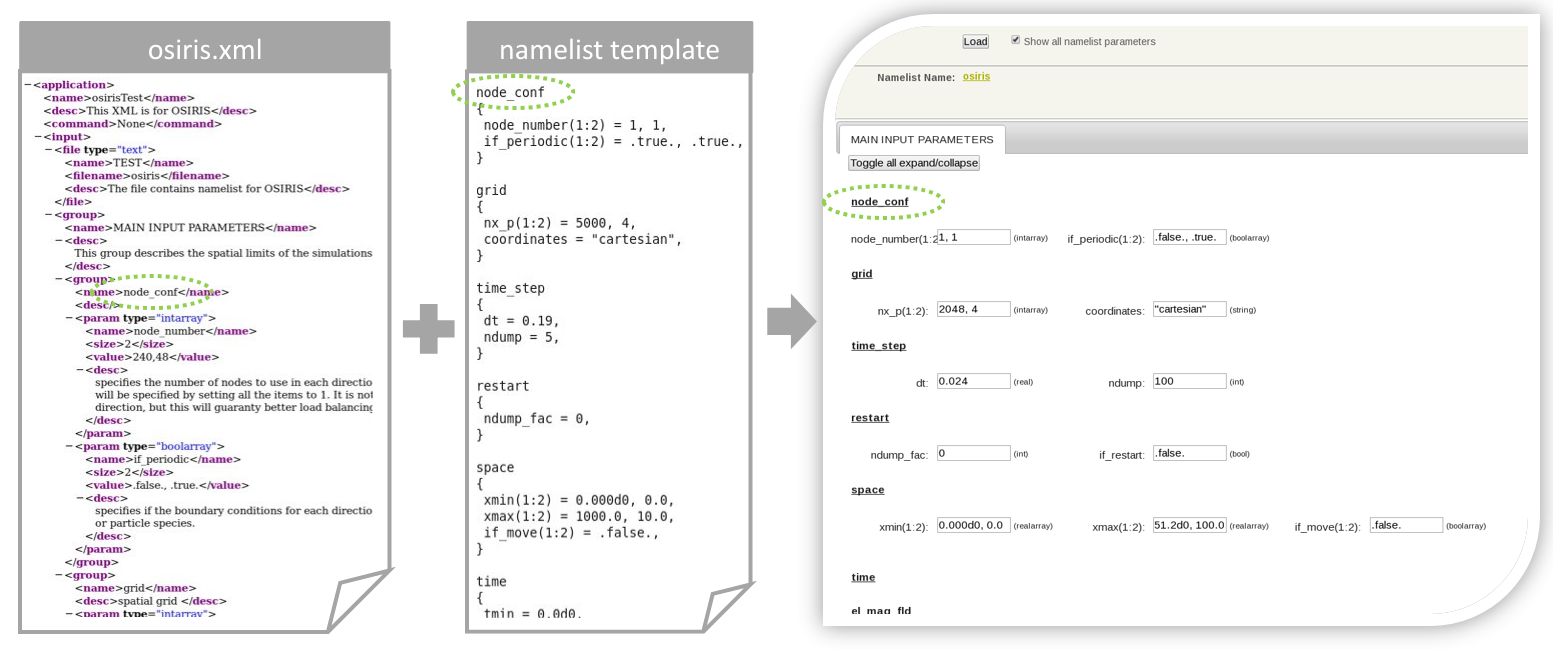 osiris.xml
−<application>
<name>osirisTest</name>
<desc>This XML is for OSIRIS</desc>
<command>None</command>
−<input>
−<file type="text">
<name>TEST</name>
<filename>osiris</filename>
<desc>The file contains namelist for OSIRIS</desc>
</file>
−<group>
<name>MAIN INPUT PARAMETERS</name>
−<desc>
This group describes the spatial limits of the simulations
</desc>
−<group>
<name>node_conf</name>
<desc/>
−<param type="intarray">
<name>node_number</name>
<size>2</size>
<value>240,48</value>
−<desc>
specifies the number of nodes to use in each directio
will be specified by setting all the items to 1. It is not
direction, but this will guaranty better load balancing
</desc>
</param>
−<param type="boolarray">
<name>if_periodic</name>
<size>2</size>
<value>.false., .true.</value>
−<desc>
specifies if the boundary conditions for each directio
or particle species.
</desc>
</param>
</group>
−<group>
<name>grid</name>
<desc>spatial grid </desc>
−<param type="intarray">
namelist template
node_conf
{
node_number(1:2) = 1, 1,
if_periodic(1:2) = .true., .true.,
}
grid
{
nx_p(1:2) = 5000, 4,
coordinates = "cartesian",
}
time_step
{
dt = 0.19,
ndump = 5,
}
restart
{
ndump_fac = 0,
}
space
{
xmin(1:2) = 0.000d0, 0.0,
xmax(1:2) = 1000.0, 10.0,
if_move(1:2) = .false.,
}
time
{
tmin = 0.0d0,
Load Show all namelist parameters
Namelist Name: osiris
MAIN INPUT PARAMETERS
Toggle all expand/collapse
node_conf
node_number(1:2 1, 1 (intarray) if_periodic(1:2): .false., .true. (boolarray)
grid
nx_p(1:2): 2048, 4 (intarray) coordinates: "cartesian" (string)
time_step
dt: 0.024 (real) ndump: 100 (int)
restart
ndump_fac: 0 (int) if_restart: .false. (bool)
space
xmin(1:2): 0.000d0, 0.0 (realarray) xmax(1:2): 51.2d0, 100.0 (realarray) if_move(1:2): .false. (boolarray)
time
el_mag_fld